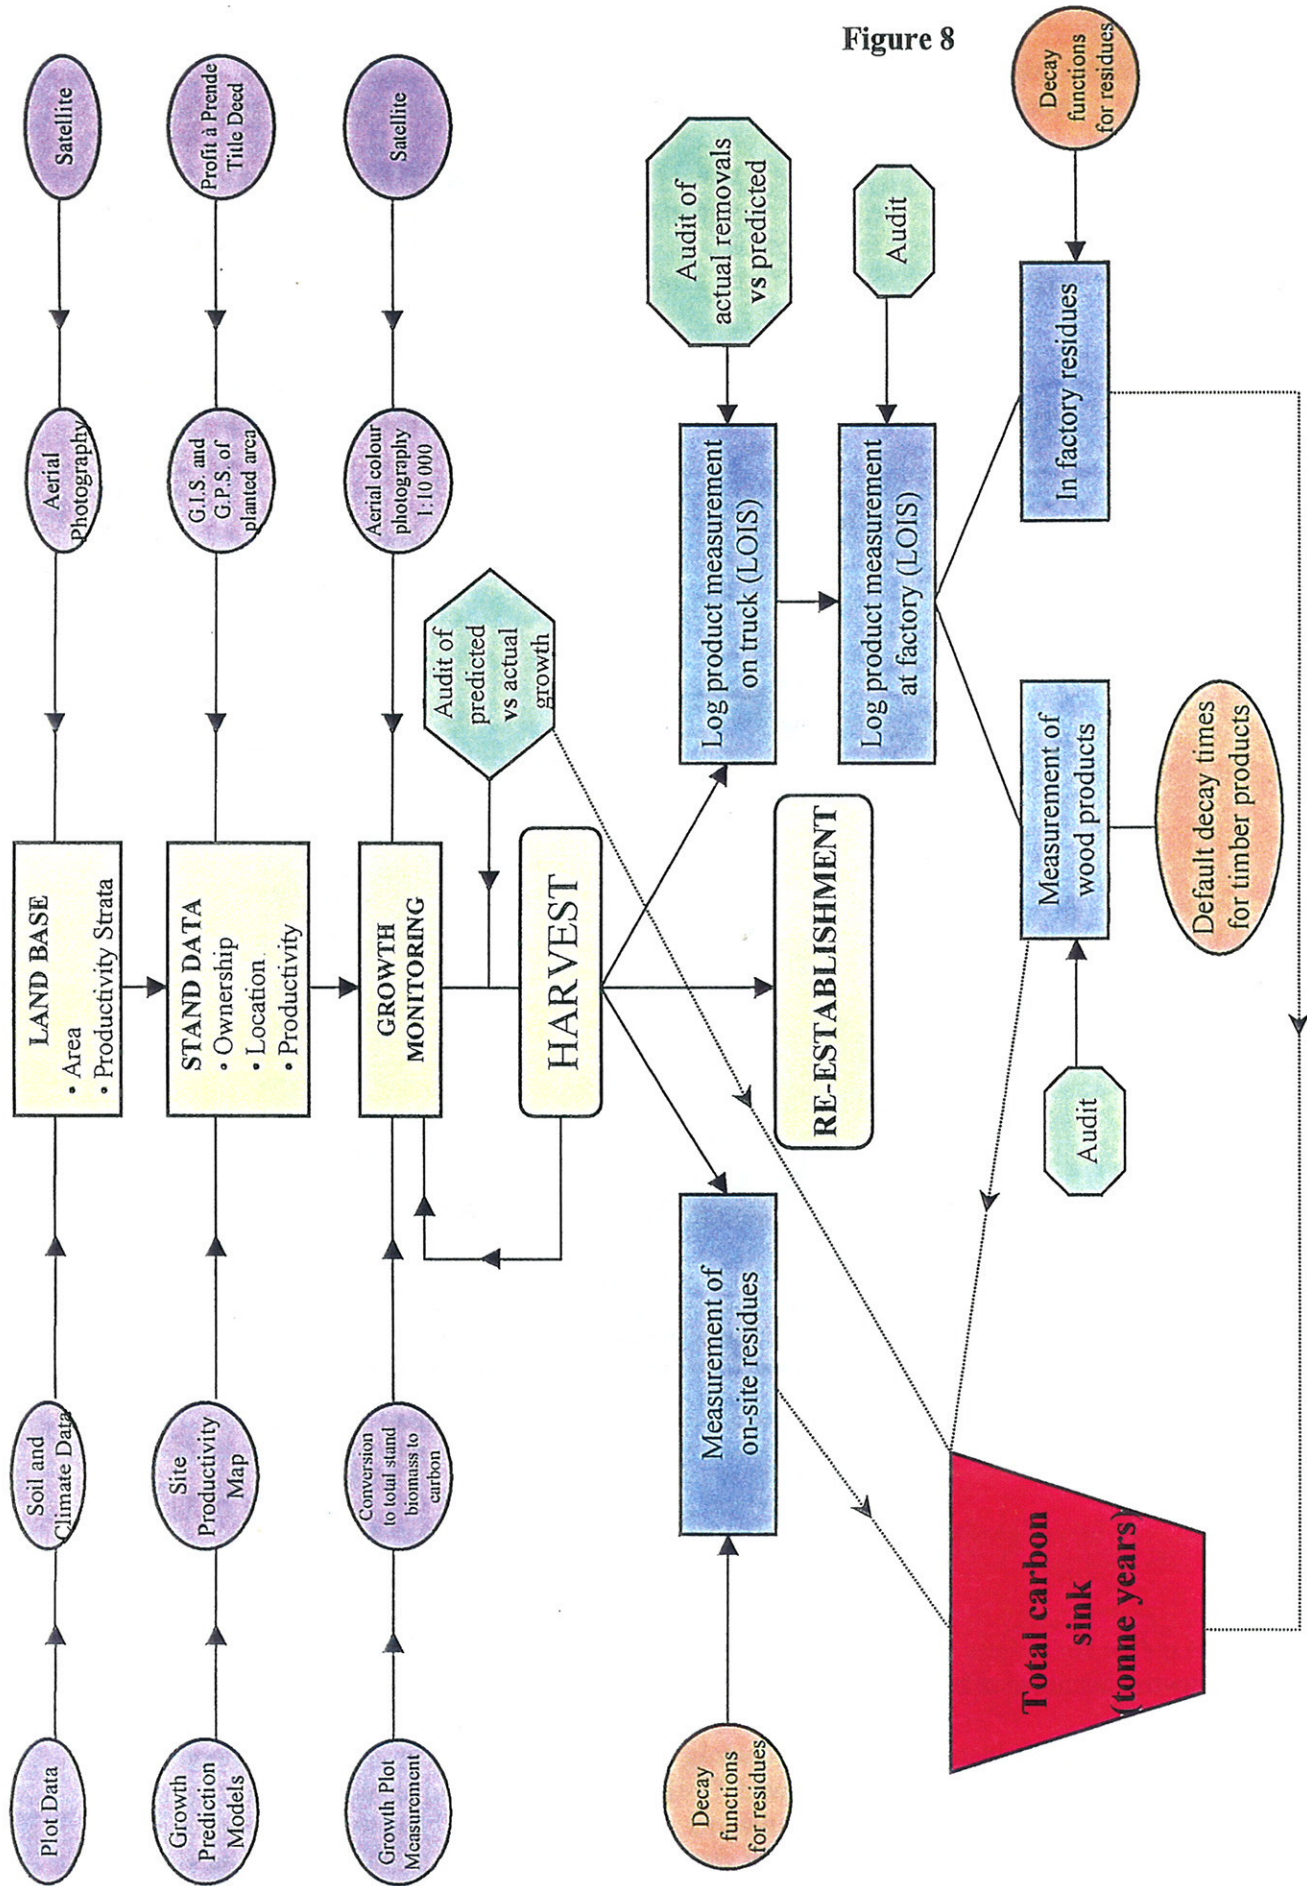 Figure 8
Plot Data
Soil and
Climate Data
LAND BASE
• Area
• Productivity Strata
Aerial
Photography
Satellite
Growth
Prediction
Models
Site
Productivity
Map
STAND DATA
• Ownership
• Location
• Productivity
G.I.S. and
G.P.S. of
planted area
Profit à Prende
Title Deed
Growth Plot
Measurement
Conversion
to total stand
biomass to
carbon
GROWTH
MONITORING
Aerial colour
photography
1:10 000
Satellite
Audit of
predicted
vs actual
growth
HARVEST
Decay
functions
for residues
Measurement of
on-site residues
RE-ESTABLISHMENT
Log product measurement
on truck (LOIS)
Audit of
actual removals
vs predicted
Log product measurement
at factory (LOIS)
Audit
Total carbon
sink
(tonne years)
Audit
Measurement of
wood products
In factory residues
Decay
functions
for residues
Default decay times
for timber products